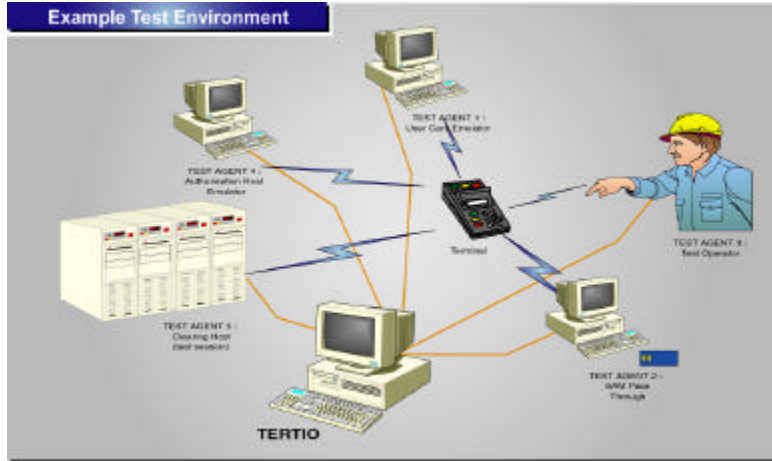 Example Test Environment
TEST AGENT 1 :
User Card Emulator
TEST AGENT 4 :
Authorisation Host
Emulator
TEST AGENT 3 :
Test Operator
Terminal
TEST AGENT 5 :
Clearing Host
(test session)
TEST AGENT 2 :
SAM Pass
Through
TERTIO